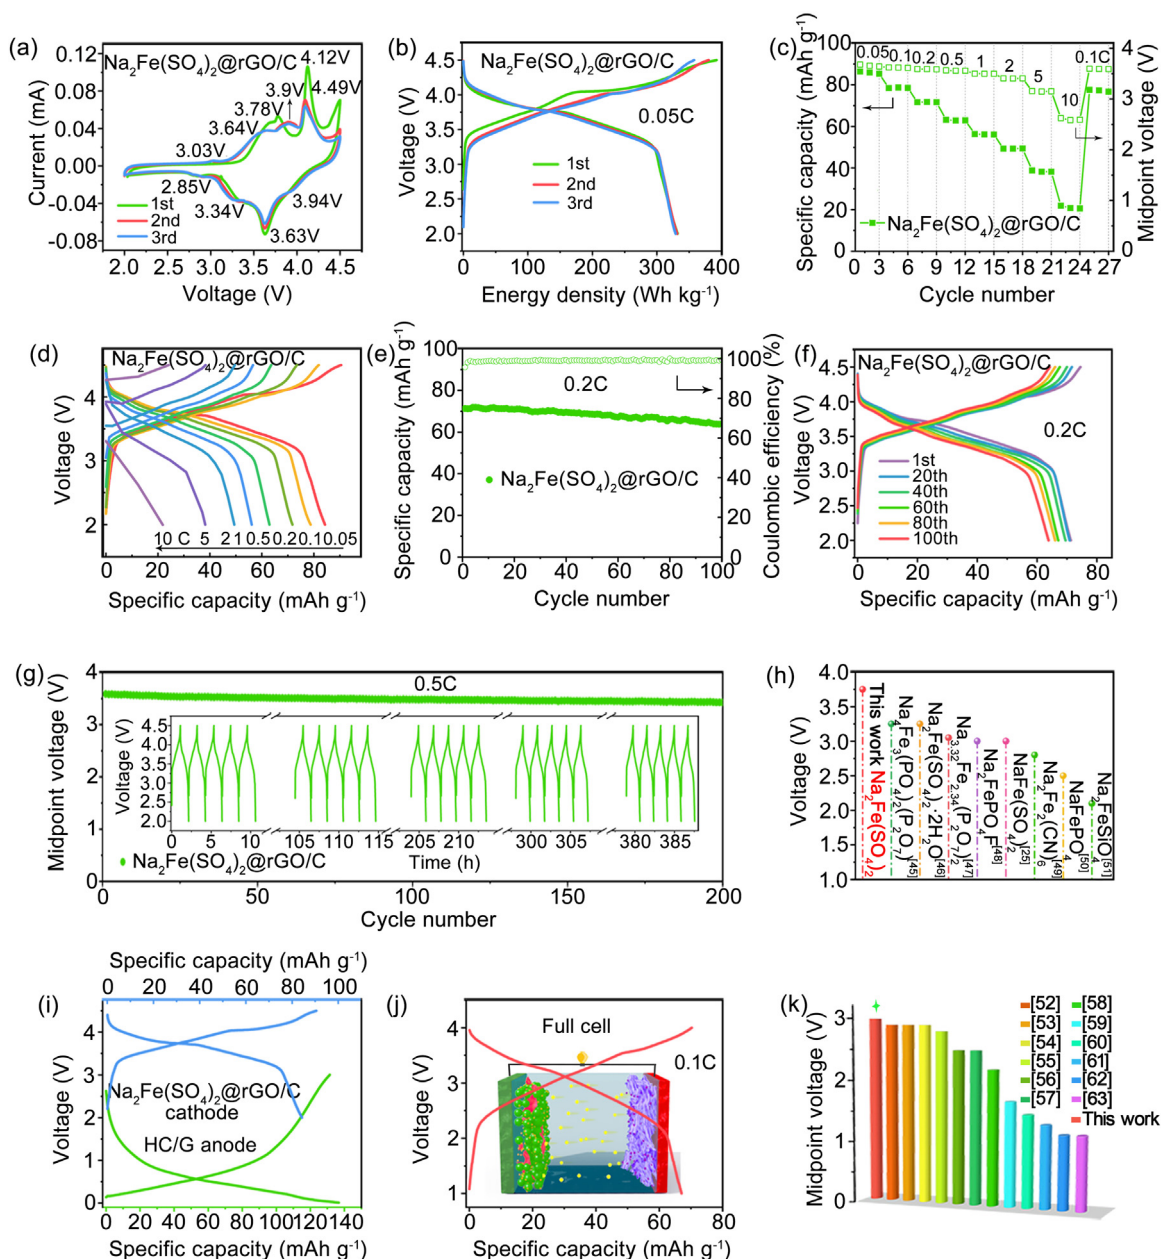 (a)
0.12
0.08
0.04
0.00
-0.04
-0.08
Current (mA)
Na₂Fe(SO₄)₂@rGO/C
4.12V
3.9V
4.49V
3.78V
3.64V
3.03V
2.85V
3.34V
3.94V
3.63V
1st
2nd
3rd
2.0 2.5 3.0 3.5 4.0 4.5
Voltage (V)
(b)
4.5
4.0
3.5
3.0
2.5
2.0
Voltage (V)
Na₂Fe(SO₄)₂@rGO/C
0.05C
1st
2nd
3rd
0 100 200 300 400
Energy density (Wh kg⁻¹)
(c)
100
80
60
40
20
0
Specific capacity (mAh g⁻¹)
0.05 0.1 0.2 0.5 1 2 5 10 0.1C
4
3
2
1
0
Midpoint voltage (V)
Na₂Fe(SO₄)₂@rGO/C
0 3 6 9 12 15 18 21 24 27
Cycle number
(d)
4
3
2
Voltage (V)
Na₂Fe(SO₄)₂@rGO/C
10 C 5 2 1 0.5 0.2 0.1 0.05
0 20 40 60 80 100
Specific capacity (mAh g⁻¹)
(e)
100
80
60
40
20
0
Specific capacity (mAh g⁻¹)
0.2C
Na₂Fe(SO₄)₂@rGO/C
100
80
60
40
20
0
Coulombic efficiency (%)
0 20 40 60 80 100
Cycle number
(f)
4.5
4.0
3.5
3.0
2.5
2.0
Voltage (V)
Na₂Fe(SO₄)₂@rGO/C
0.2C
1st
20th
40th
60th
80th
100th
0 20 40 60 80
Specific capacity (mAh g⁻¹)
(g)
4
3
2
1
0
Midpoint voltage (V)
0.5C
4.5
4.0
3.5
3.0
2.5
2.0
Voltage (V)
0 5 10 105 110 115 205 210 300 305 380 385
Time (h)
Na₂Fe(SO₄)₂@rGO/C
0 50 100 150 200
Cycle number
(h)
4.0
3.5
3.0
2.5
2.0
1.5
1.0
Voltage (V)
This work Na₂Fe(SO₄)₂
Na₄Fe₃(PO₄)₂(P₂O₇)[45]
Na₂Fe(SO₄)₂·2H₂O[46]
Na₃.₃₂Fe₂.₃₄(P₂O₇)₂[47]
Na₂FePO₄F[48]
NaFe(SO₄)₂[25]
Na₂Fe₂(CN)₆[49]
NaFePO₄[50]
Na₂FeSIO₄[51]
(i)
Specific capacity (mAh g⁻¹)
0 20 40 60 80 100
4
3
2
1
0
Voltage (V)
Na₂Fe(SO₄)₂@rGO/C
cathode
HC/G anode
0 20 40 60 80 100 140
Specific capacity (mAh g⁻¹)
(j)
4
3
2
1
Voltage (V)
Full cell
0.1C
0 20 40 60 80
Specific capacity (mAh g⁻¹)
(k)
3
2
1
0
Midpoint voltage (V)
[52]
[53]
[54]
[55]
[56]
[57]
[58]
[59]
[60]
[61]
[62]
[63]
This work